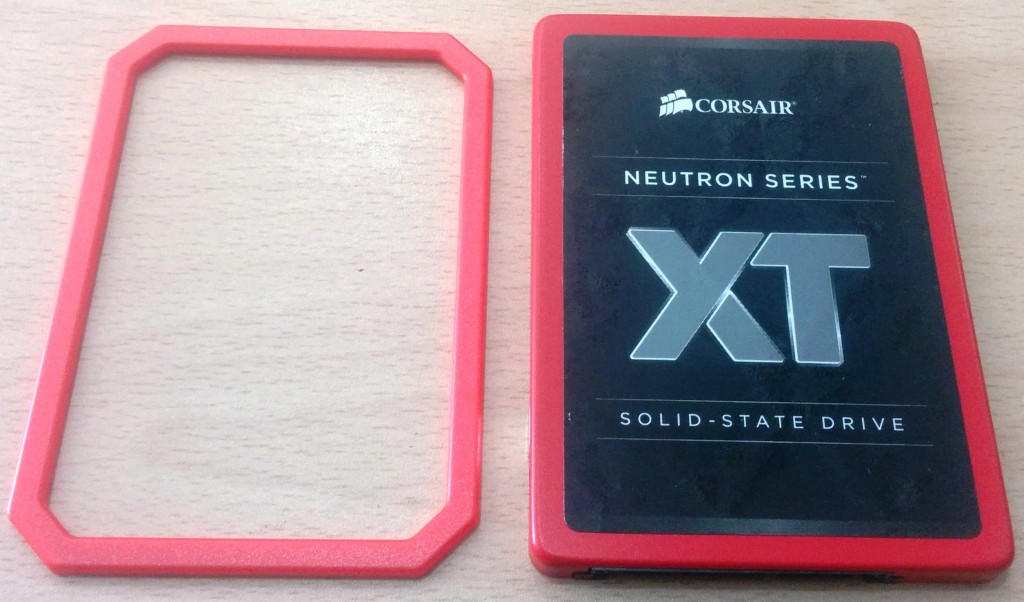 CORSAIR®
NEUTRON SERIES™
XT
SOLID-STATE DRIVE